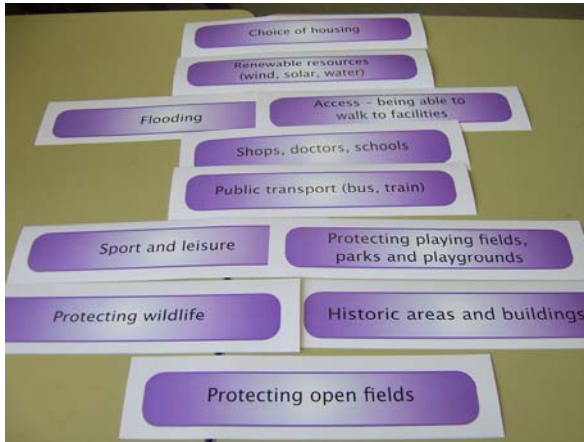 Choice of housing
Renewable resources
(wind, solar, water)
Flooding
Access – being able to
walk to facilities
Shops, doctors, schools
Public transport (bus, train)
Sport and leisure
Protecting playing fields,
parks and playgrounds
Protecting wildlife
Historic areas and buildings
Protecting open fields